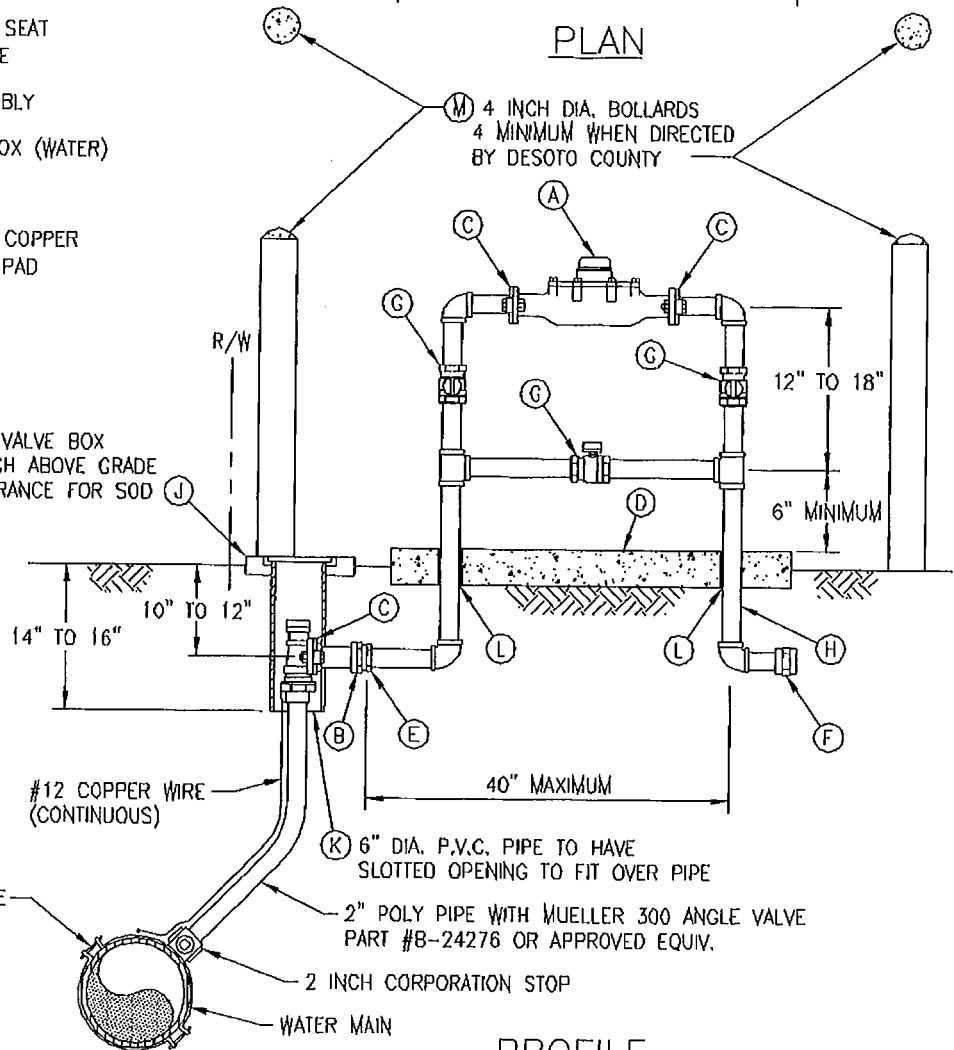 SEAT
PLAN
BLY
M 4 INCH DIA. BOLLARDS
4 MINIMUM WHEN DIRECTED
BY DESOTO COUNTY
OX (WATER)
A
C
C
COPPER
PAD
R/W
G
G
12" TO 18"
G
VALVE BOX
CH ABOVE GRADE
RANCE FOR SOD J
D
6" MINIMUM
10" TO 12"
14" TO 16"
C
L
L
H
B
E
F
40" MAXIMUM
#12 COPPER WIRE
(CONTINUOUS)
K 6" DIA. P.V.C. PIPE TO HAVE
SLOTTED OPENING TO FIT OVER PIPE
E
2" POLY PIPE WITH MUELLER 300 ANGLE VALVE
PART #B-24276 OR APPROVED EQUIV.
2 INCH CORPORATION STOP
WATER MAIN
PROFILE